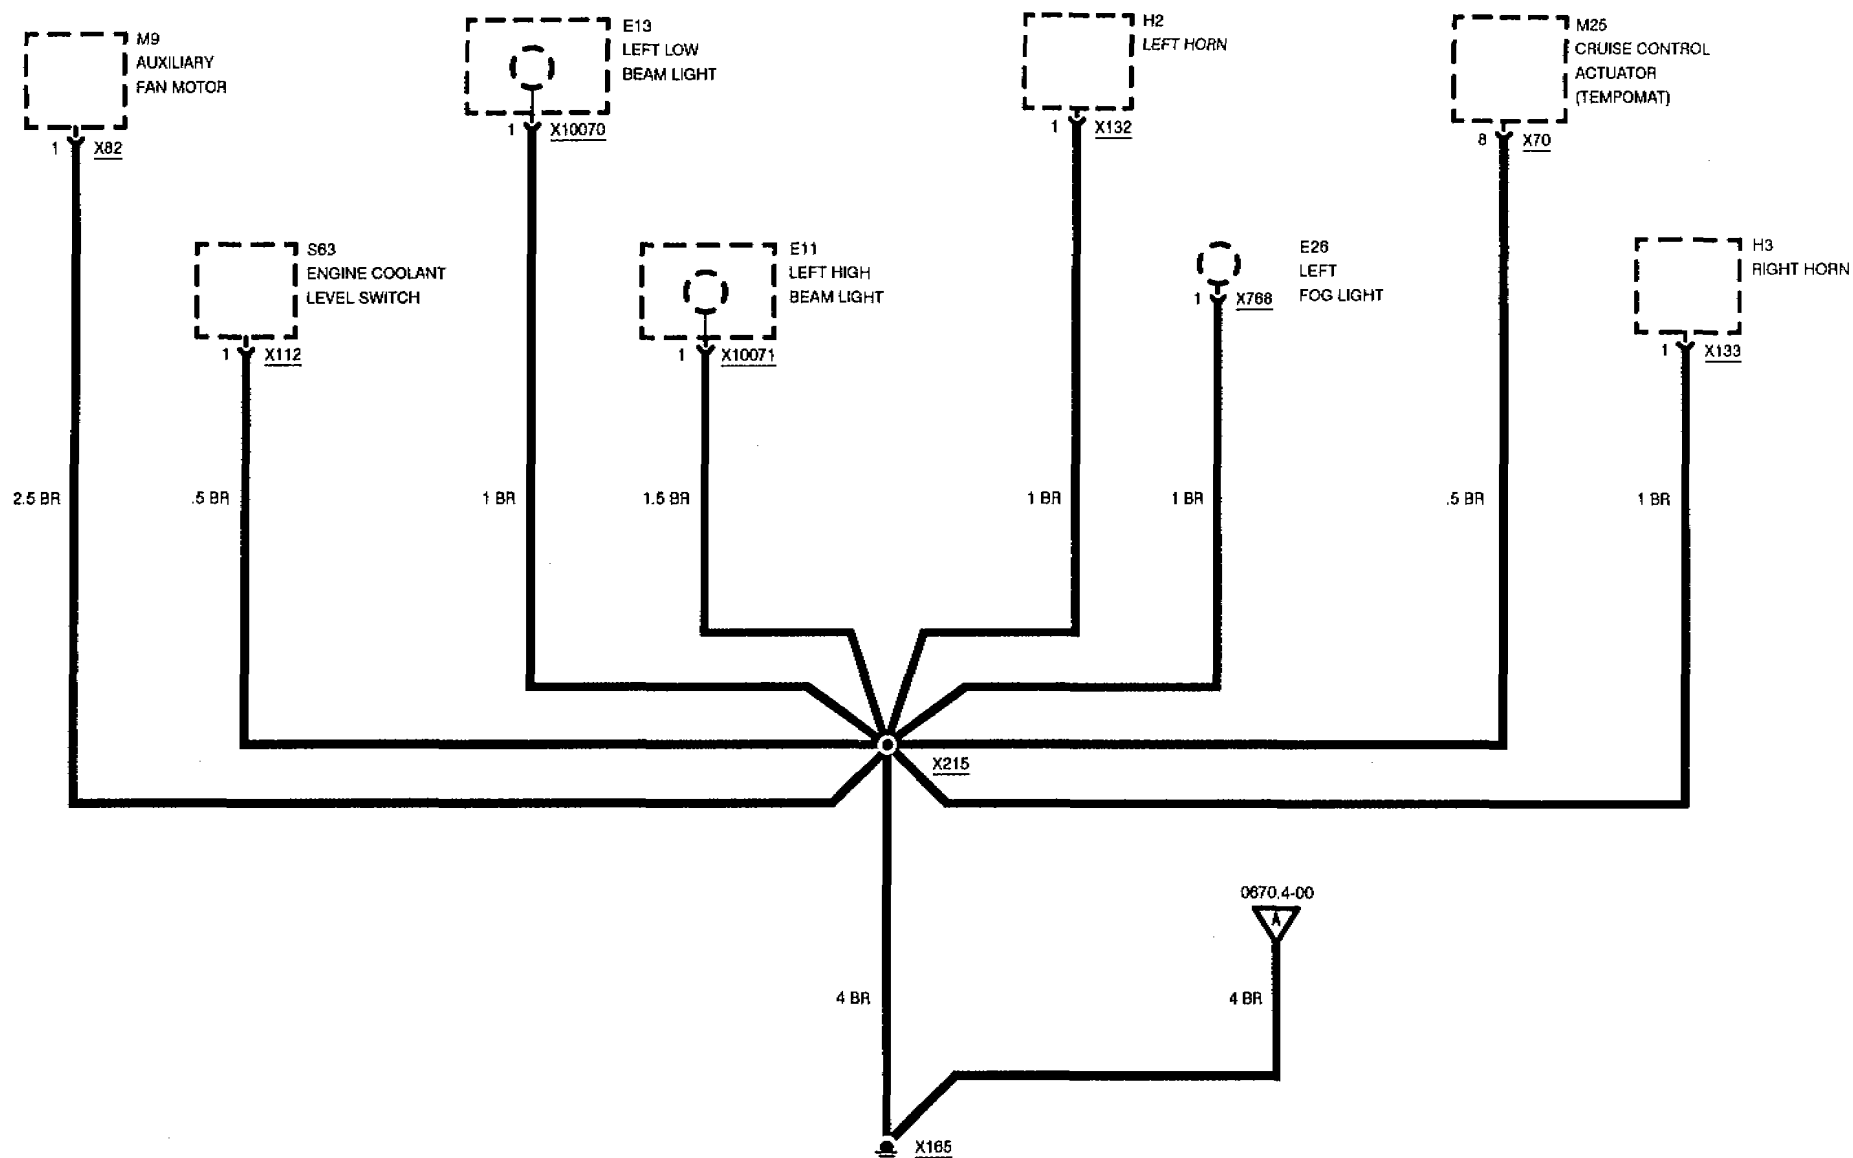 M9
AUXILIARY
FAN MOTOR
1 X82
E13
LEFT LOW
BEAM LIGHT
1 X10070
H2
LEFT HORN
1 X132
M25
CRUISE CONTROL
ACTUATOR
(TEMPOMAT)
8 X70
S63
ENGINE COOLANT
LEVEL SWITCH
1 X112
E11
LEFT HIGH
BEAM LIGHT
1 X10071
E26
LEFT
FOG LIGHT
1 X768
H3
RIGHT HORN
1 X133
2.5 BR
.5 BR
1 BR
1.5 BR
1 BR
1 BR
.5 BR
1 BR
X215
0670.4-00
A
4 BR
4 BR
X165